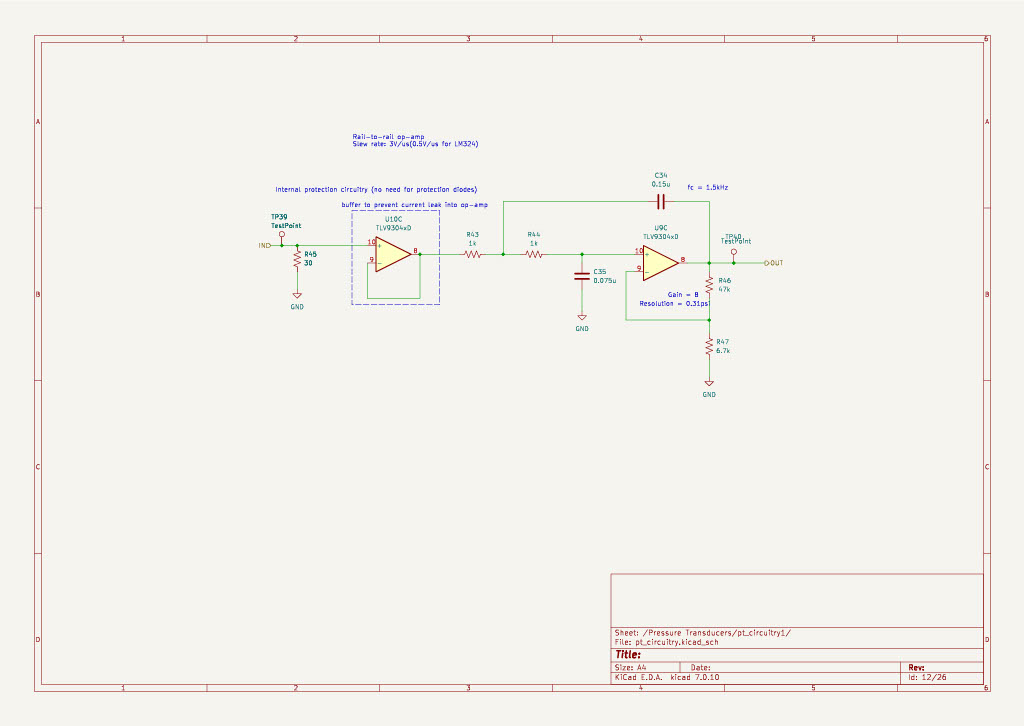 1 2 3 4 5 6
A A
Rail-to-rail op-amp
Slew rate: 3V/us(0.5V/us for LM324)
C34
0.15u
fc = 1.5kHz
Internal protection circuitry (no need for protection diodes)
buffer to prevent current leak into op-amp
TP39
TestPoint
U10C
TLV9304xD
R43
1k
R44
1k
U9C
TLV9304xD
TP40
TestPoint
IN
10
9
8
+
-
R45
30
GND
C35
0.075u
GND
10
9
8
+
-
OUT
R46
47k
Gain = 8
Resolution = 0.31psi
R47
6.7k
GND
B B
C C
D D
Sheet: /Pressure Transducers/pt_circuitry1/
File: pt_circuitry.kicad_sch
Title:
Size: A4 Date: Rev:
KiCad E.D.A. kicad 7.0.10 Id: 12/26
1 2 3 4 5 6